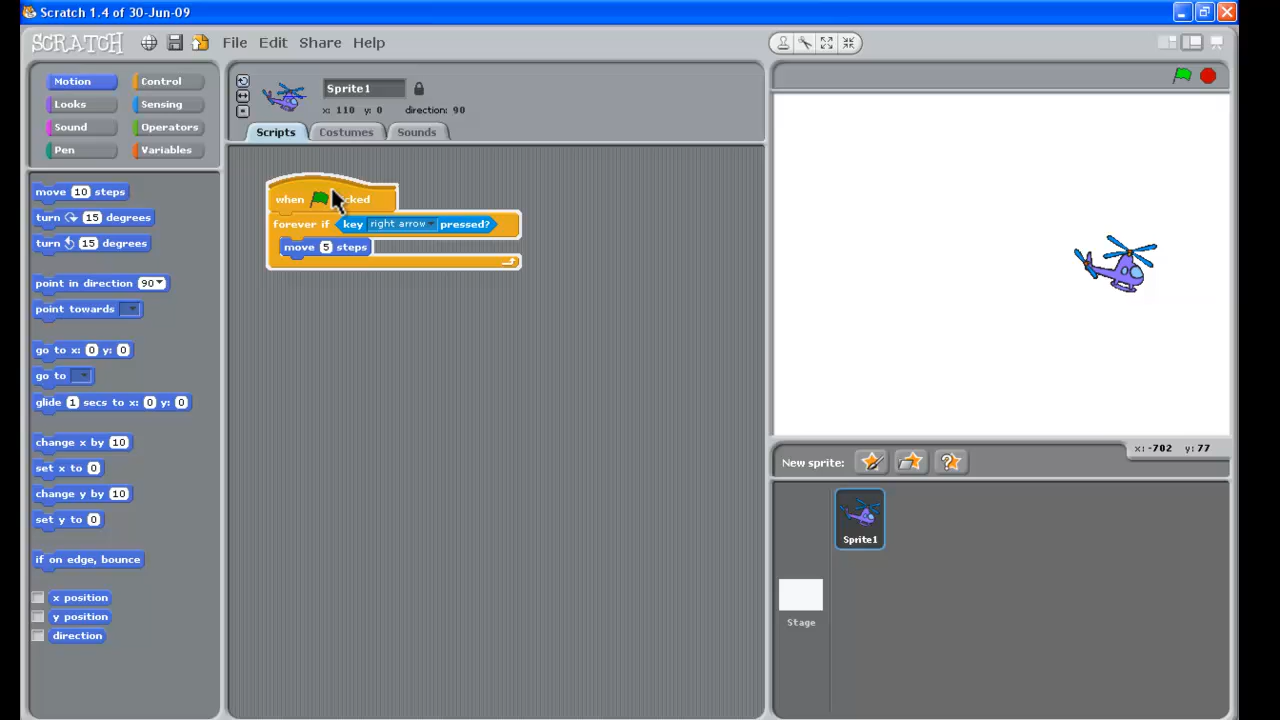 Scratch 1.4 of 30-Jun-09
SCRATCH File Edit Share Help
Motion Control
Looks Sensing
Sound Operators
Pen Variables
move 10 steps
turn 15 degrees
turn 15 degrees
point in direction 90
point towards
go to x: 0 y: 0
go to
glide 1 secs to x: 0 y: 0
change x by 10
set x to 0
change y by 10
set y to 0
if on edge, bounce
x position
y position
direction
Sprite1
x: 110 y: 0 direction: 90
Scripts Costumes Sounds
when cked
forever if key right arrow pressed?
move 5 steps
x: -702 y: 77
New sprite:
Sprite1
Stage